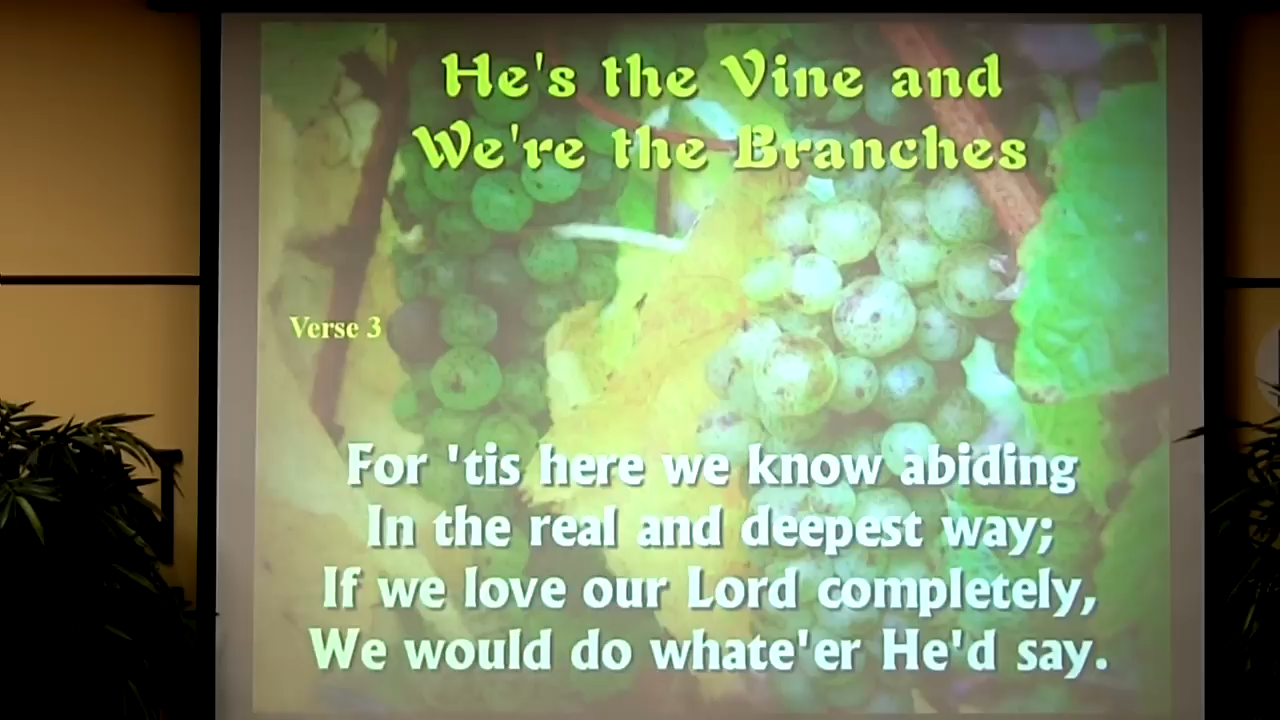 He's the Vine and
We're the Branches
Verse 3
For 'tis here we know abiding
In the real and deepest way;
If we love our Lord completely,
We would do whate'er He'd say.